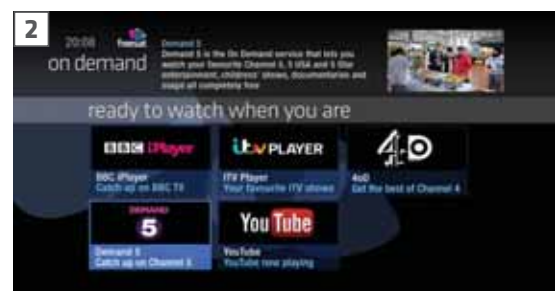 2
20:08 freesat
on demand
Demand 5
Demand 5 is the On Demand service that lets you
watch your favourite Channel 5, 5 USA and 5 Star
entertainment, childrens' shows, documentaries and
soaps all completely free
ready to watch when you are
BBC iPlayer
BBC iPlayer
Catch up on BBC TV
itv PLAYER
ITV Player
Your favourite ITV shows
4oD
4oD
Get the best of Channel 4
DEMAND
5
Demand 5
Catch up on Channel 5
YouTube
YouTube
YouTube now playing